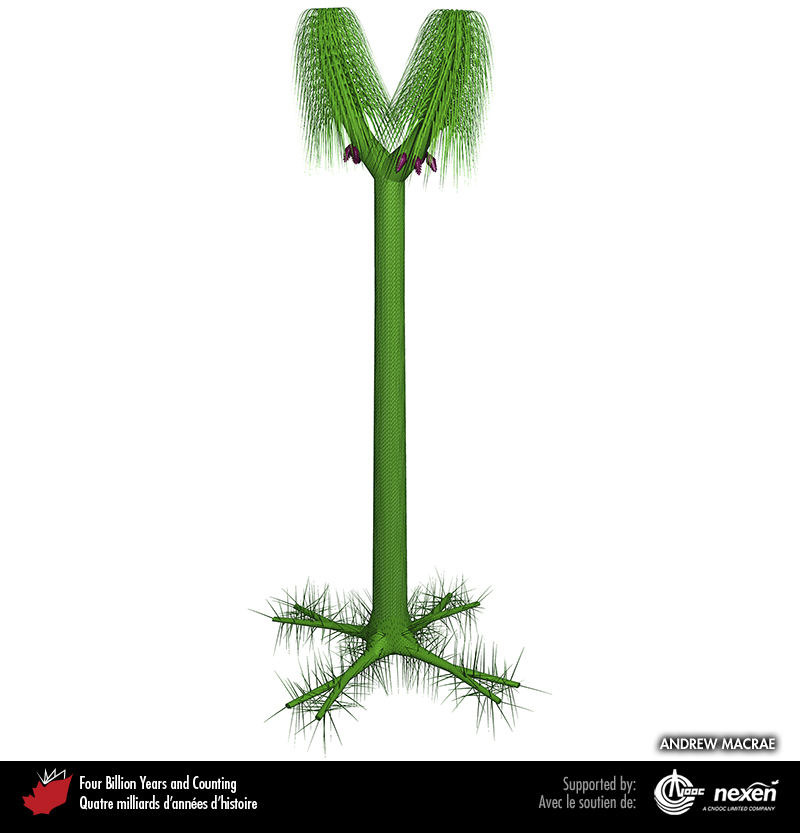 ANDREW MACRAE
Four Billion Years and Counting
Quatre milliards d'années d'histoire
Supported by:
Avec le soutien de:
CNOOC
nexen
A CNOOC LIMITED COMPANY